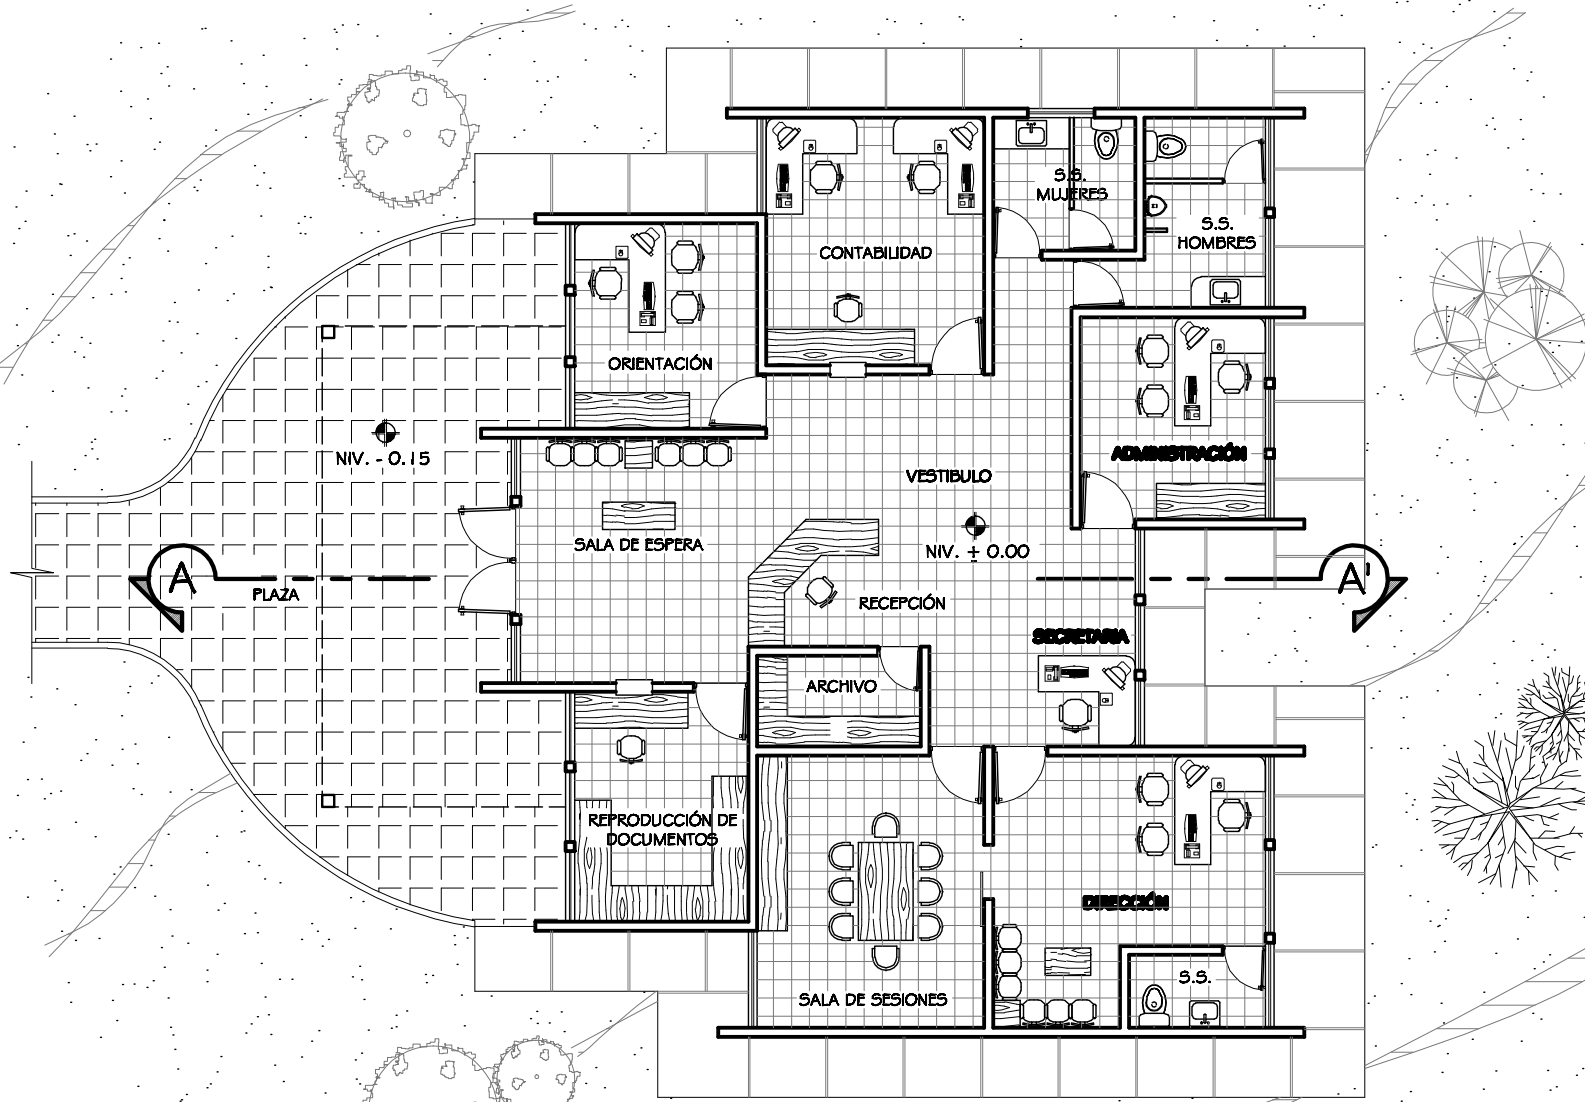 S.S.
MUJERES
S.S.
HOMBRES
CONTABILIDAD
ORIENTACIÓN
NIV. - 0.15
ADMINISTRACIÓN
VESTIBULO
SALA DE ESPERA
NIV. ± 0.00
A
A'
PLAZA
RECEPCIÓN
SECRETARIA
ARCHIVO
REPRODUCCIÓN DE
DOCUMENTOS
DIRECCIÓN
S.S.
SALA DE SESIONES